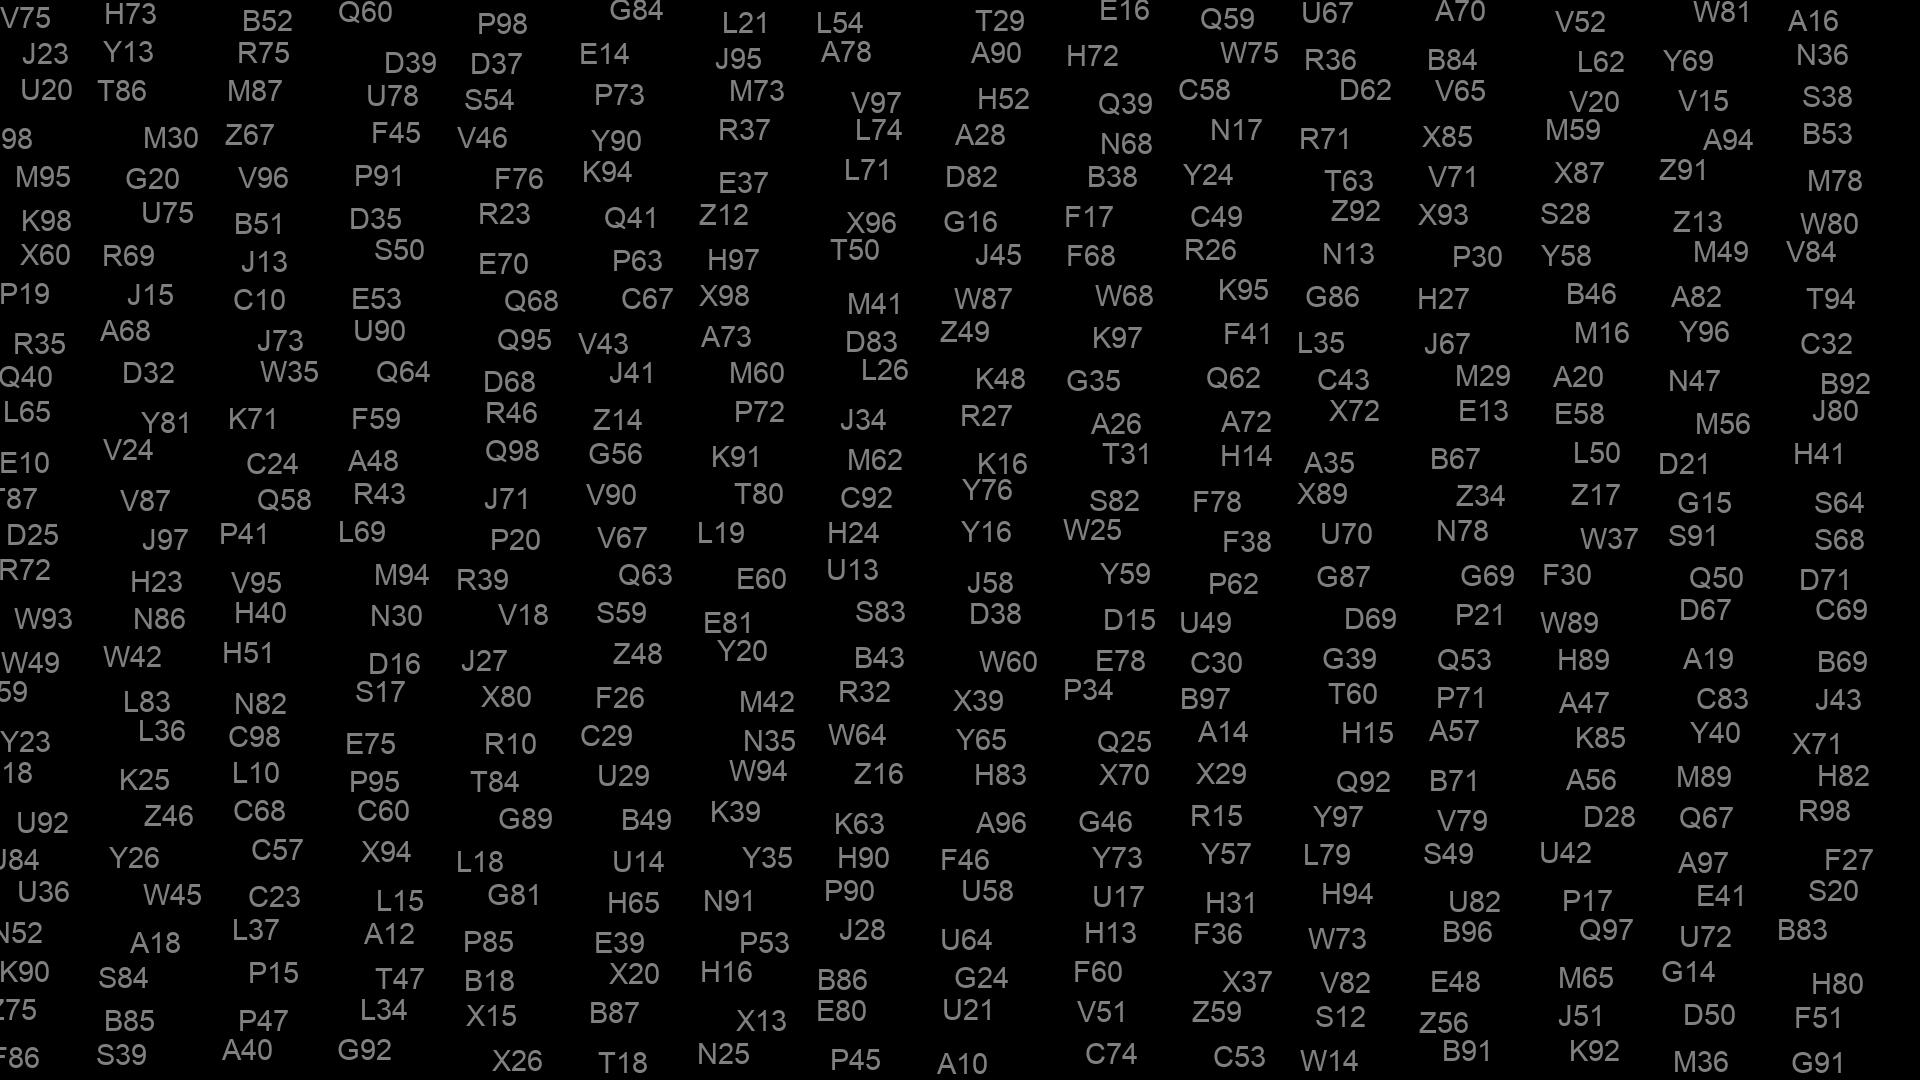 V75 H73 B52 Q60 P98 G84 L21 L54 T29 E16 Q59 U67 A70 V52 W81 A16
J23 Y13 R75 D39 D37 E14 J95 A78 A90 H72 W75 R36 B84 L62 Y69 N36
U20 T86 M87 U78 S54 P73 M73 V97 H52 Q39 C58 D62 V65 V20 V15 S38
98 M30 Z67 F45 V46 Y90 R37 L74 A28 N68 N17 R71 X85 M59 A94 B53
M95 G20 V96 P91 F76 K94 E37 L71 D82 B38 Y24 T63 V71 X87 Z91 M78
K98 U75 B51 D35 R23 Q41 Z12 X96 G16 F17 C49 Z92 X93 S28 Z13 W80
X60 R69 J13 S50 E70 P63 H97 T50 J45 F68 R26 N13 P30 Y58 M49 V84
P19 J15 C10 E53 Q68 C67 X98 M41 W87 W68 K95 G86 H27 B46 A82 T94
R35 A68 J73 U90 Q95 V43 A73 D83 Z49 K97 F41 L35 J67 M16 Y96 C32
Q40 D32 W35 Q64 D68 J41 M60 L26 K48 G35 Q62 C43 M29 A20 N47 B92
L65 Y81 K71 F59 R46 Z14 P72 J34 R27 A26 A72 X72 E13 E58 M56 J80
E10 V24 C24 A48 Q98 G56 K91 M62 K16 T31 H14 A35 B67 L50 D21 H41
T87 V87 Q58 R43 J71 V90 T80 C92 Y76 S82 F78 X89 Z34 Z17 G15 S64
D25 J97 P41 L69 P20 V67 L19 H24 Y16 W25 F38 U70 N78 W37 S91 S68
R72 H23 V95 M94 R39 Q63 E60 U13 J58 Y59 P62 G87 G69 F30 Q50 D71
W93 N86 H40 N30 V18 S59 E81 S83 D38 D15 U49 D69 P21 W89 D67 C69
W49 W42 H51 D16 J27 Z48 Y20 B43 W60 E78 C30 G39 Q53 H89 A19 B69
59 L83 N82 S17 X80 F26 M42 R32 X39 P34 B97 T60 P71 A47 C83 J43
Y23 L36 C98 E75 R10 C29 N35 W64 Y65 Q25 A14 H15 A57 K85 Y40 X71
18 K25 L10 P95 T84 U29 W94 Z16 H83 X70 X29 Q92 B71 A56 M89 H82
U92 Z46 C68 C60 G89 B49 K39 K63 A96 G46 R15 Y97 V79 D28 Q67 R98
J84 Y26 C57 X94 L18 U14 Y35 H90 F46 Y73 Y57 L79 S49 U42 A97 F27
U36 W45 C23 L15 G81 H65 N91 P90 U58 U17 H31 H94 U82 P17 E41 S20
N52 A18 L37 A12 P85 E39 P53 J28 U64 H13 F36 W73 B96 Q97 U72 B83
K90 S84 P15 T47 B18 X20 H16 B86 G24 F60 X37 V82 E48 M65 G14 H80
Z75 B85 P47 L34 X15 B87 X13 E80 U21 V51 Z59 S12 Z56 J51 D50 F51
F86 S39 A40 G92 X26 T18 N25 P45 A10 C74 C53 W14 B91 K92 M36 G91